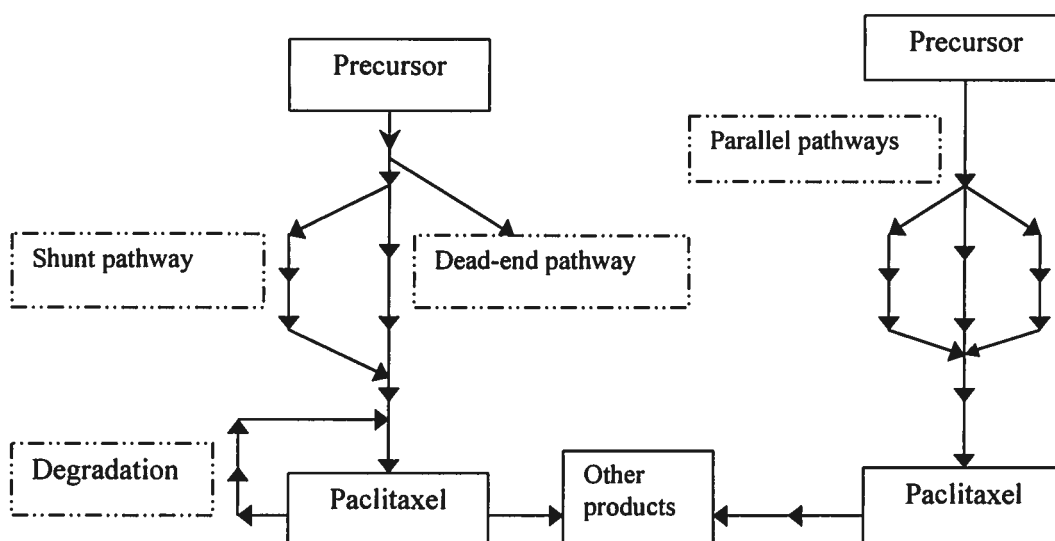 Precursor
Precursor
Parallel pathways
Shunt pathway
Dead-end pathway
Degradation
Paclitaxel
Other
products
Paclitaxel